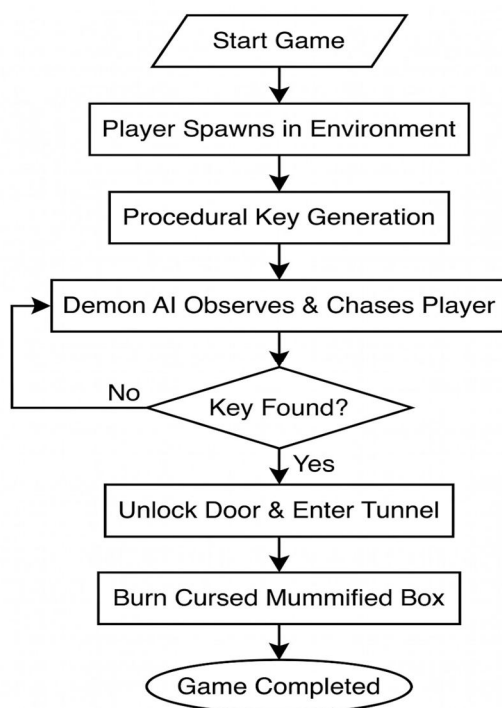 Start Game
Player Spawns in Environment
Procedural Key Generation
Demon AI Observes & Chases Player
No
Key Found?
Yes
Unlock Door & Enter Tunnel
Burn Cursed Mummified Box
Game Completed